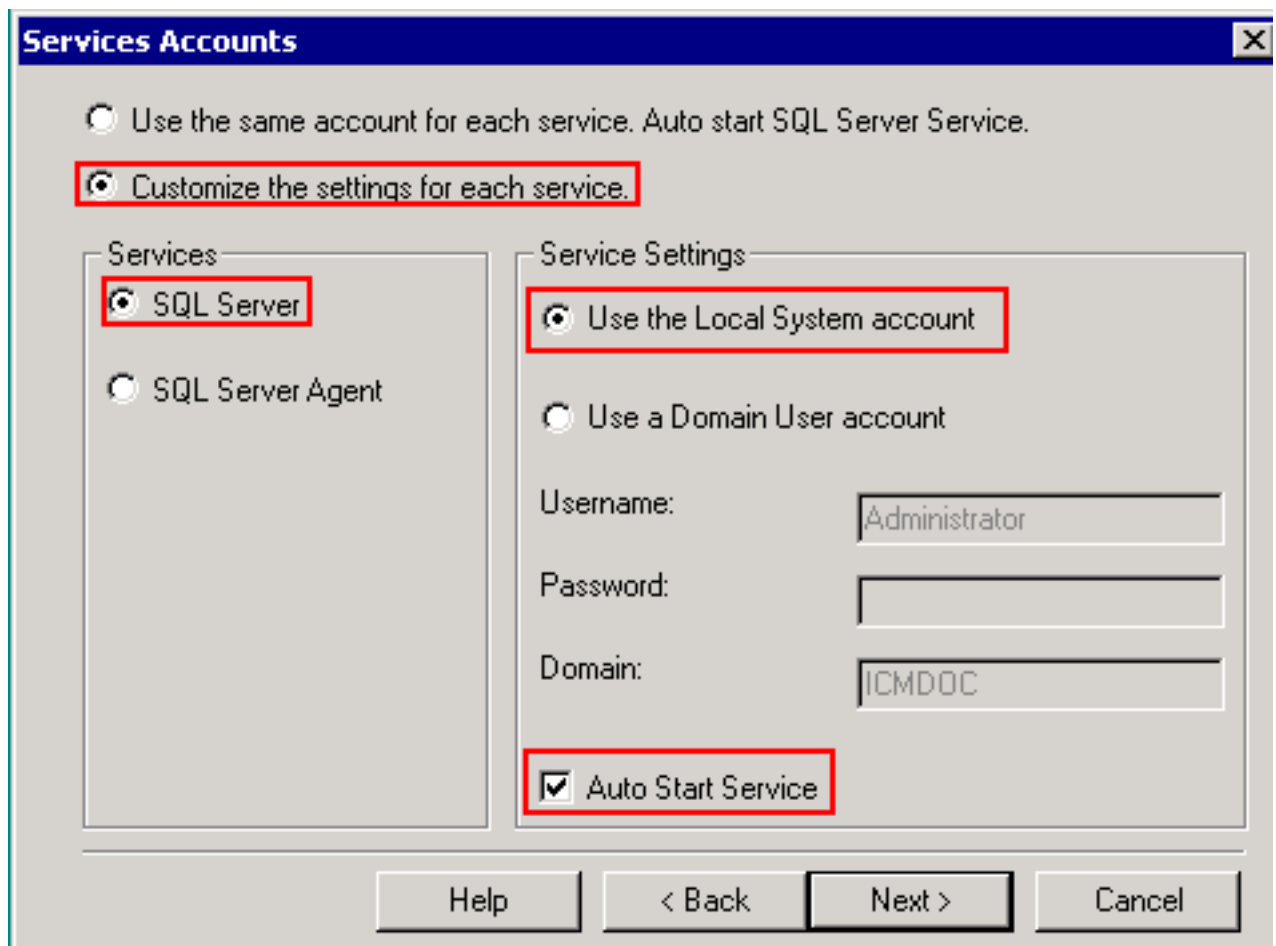 Services Accounts
Use the same account for each service. Auto start SQL Server Service.
Customize the settings for each service.
Services
SQL Server
SQL Server Agent
Service Settings
Use the Local System account
Use a Domain User account
Username:
Administrator
Password:
Domain:
ICMDOC
Auto Start Service
Help
< Back
Next >
Cancel